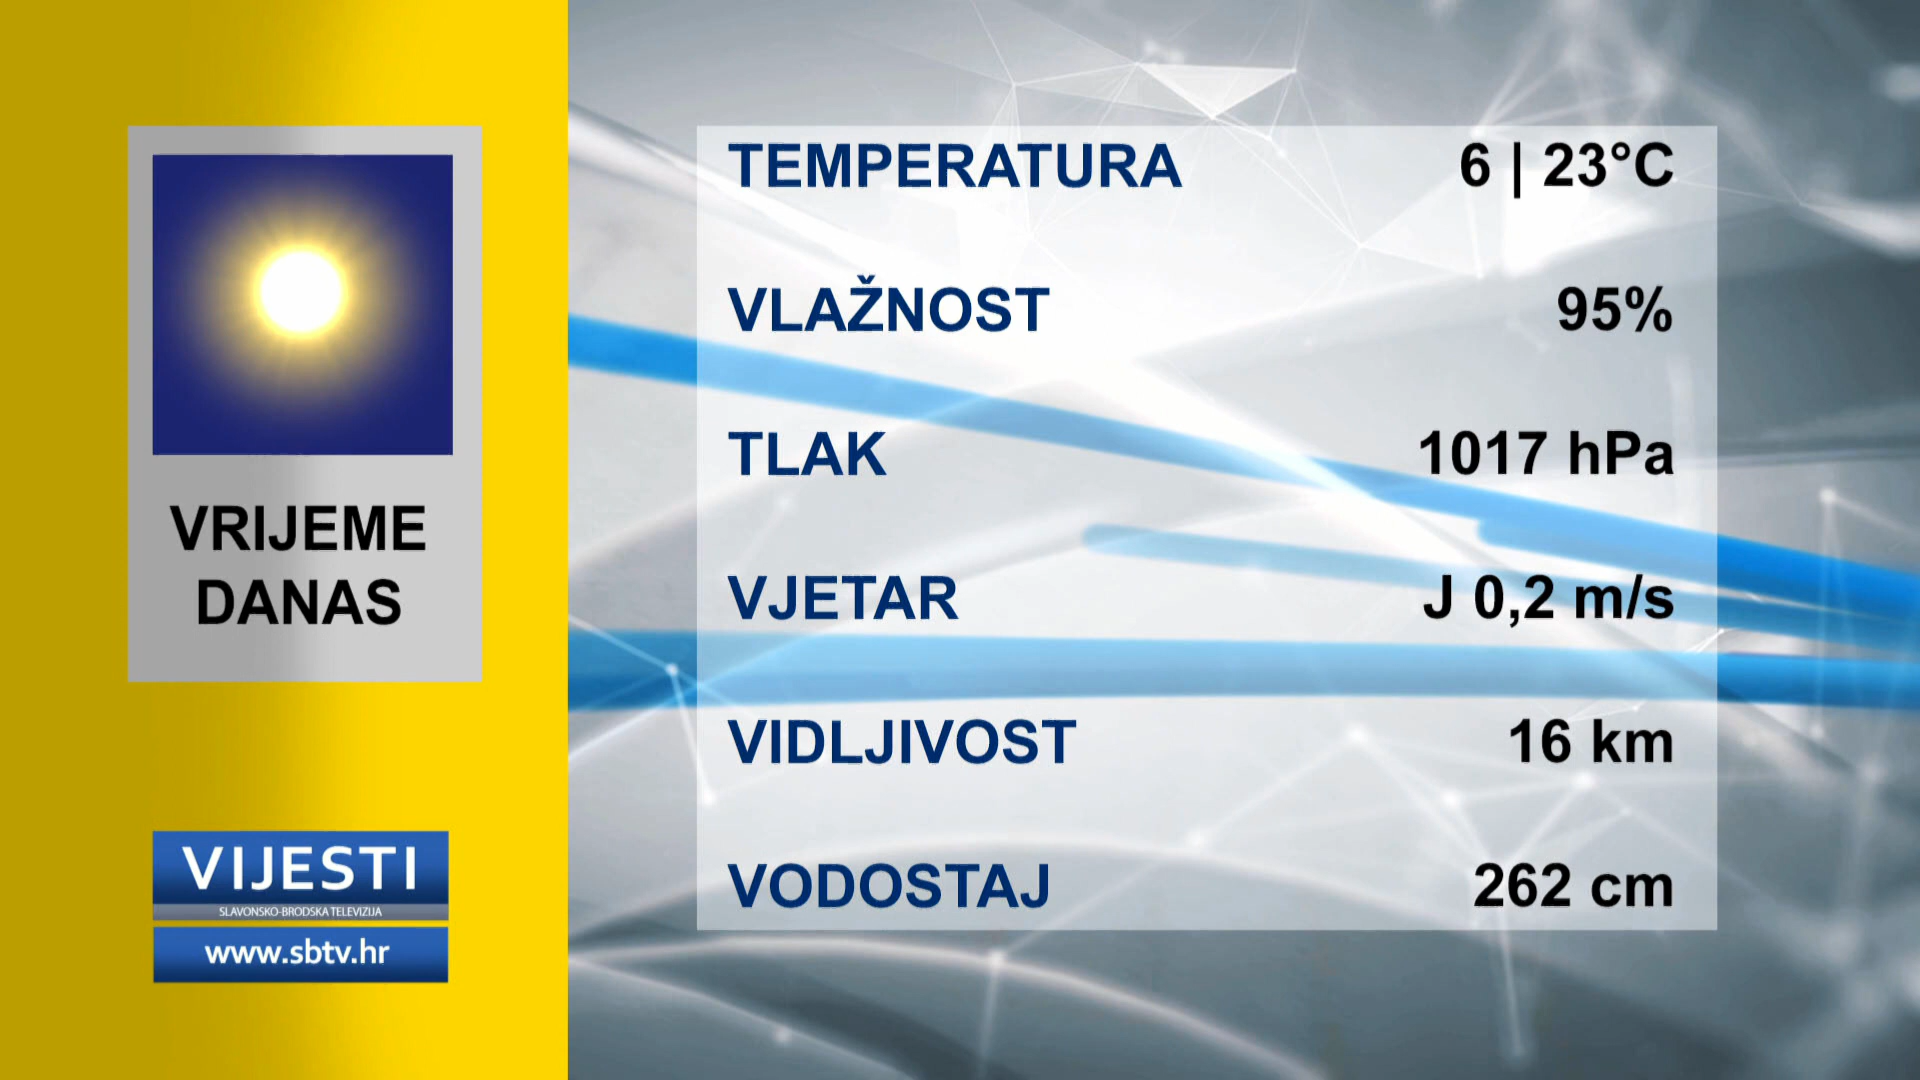 VRIJEME
DANAS
VIJESTI
SLAVONSKO-BRODSKA TELEVIZIJA
www.sbtv.hr
TEMPERATURA 6 | 23°C
VLAŽNOST 95%
TLAK 1017 hPa
VJETAR J 0,2 m/s
VIDLJIVOST 16 km
VODOSTAJ 262 cm